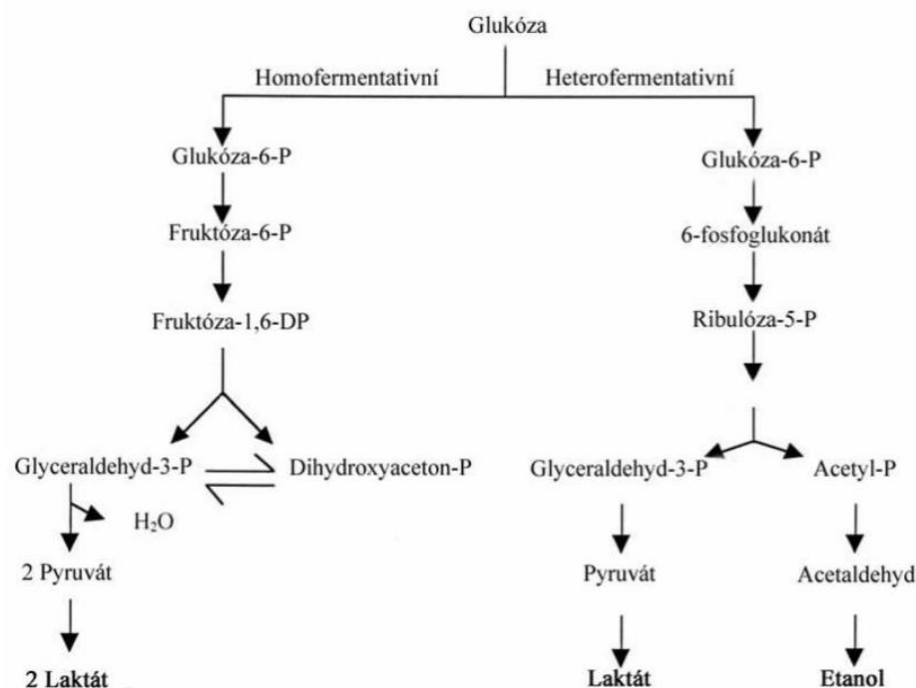 Glukóza
Homofermentativní
Heterofermentativní
Glukóza-6-P
Glukóza-6-P
Fruktóza-6-P
6-fosfoglukonát
Fruktóza-1,6-DP
Ribulóza-5-P
Glyceraldehyd-3-P
Dihydroxyaceton-P
Glyceraldehyd-3-P
Acetyl-P
H₂O
2 Pyruvát
Pyruvát
Acetaldehyd
2 Laktát
Laktát
Etanol